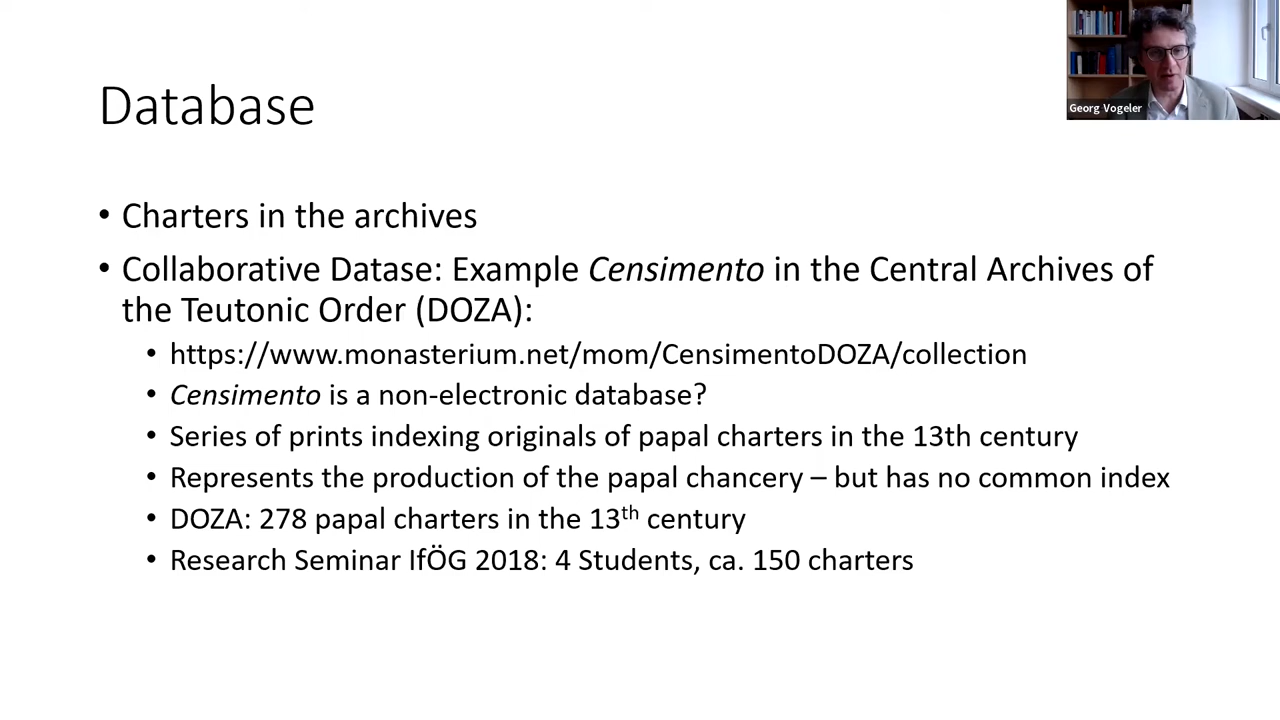 Database
Georg Vogeler
• Charters in the archives
• Collaborative Datase: Example Censimento in the Central Archives of
the Teutonic Order (DOZA):
• https://www.monasterium.net/mom/CensimentoDOZA/collection
• Censimento is a non-electronic database?
• Series of prints indexing originals of papal charters in the 13th century
• Represents the production of the papal chancery – but has no common index
• DOZA: 278 papal charters in the 13th century
• Research Seminar IfÖG 2018: 4 Students, ca. 150 charters